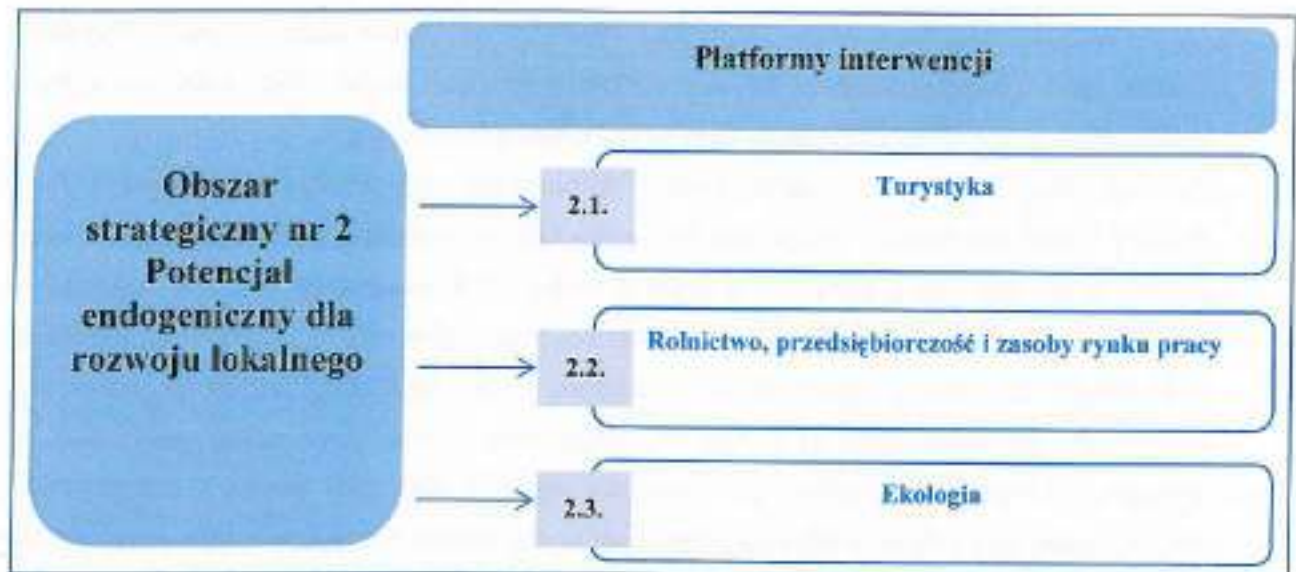 Platformy interwencji
Obszar
strategiczny nr 2
Potencjał
endogeniczny dla
rozwoju lokalnego
2.1.
Turystyka
2.2.
Rolnictwo, przedsiębiorczość i zasoby rynku pracy
2.3.
Ekologia